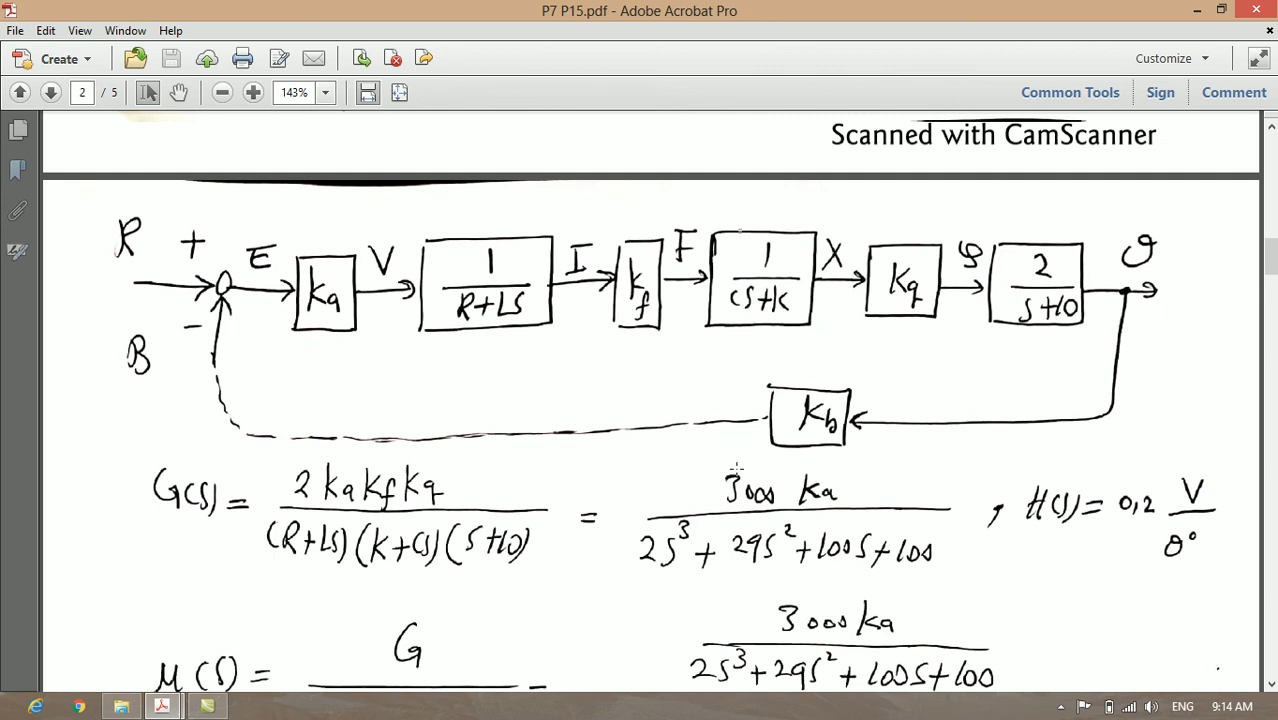 P7 P15.pdf - Adobe Acrobat Pro
File Edit View Window Help
Create Customize
2 / 5 143% Common Tools Sign Comment
Scanned with CamScanner
R + E ka V 1/(R+LS) I kf F 1/(CS+K) X kq φ 2/(S+10) θ
B - kb
G(S) = 2 ka kf kq / (R+LS)(K+CS)(S+10) = 3000 ka / 2S³ + 29S² + 100S + 100 , H(S) = 0,2 V/θ°
M(S) = G 3000 ka / 2S³ + 29S² + 100S + 100
ENG 9:14 AM